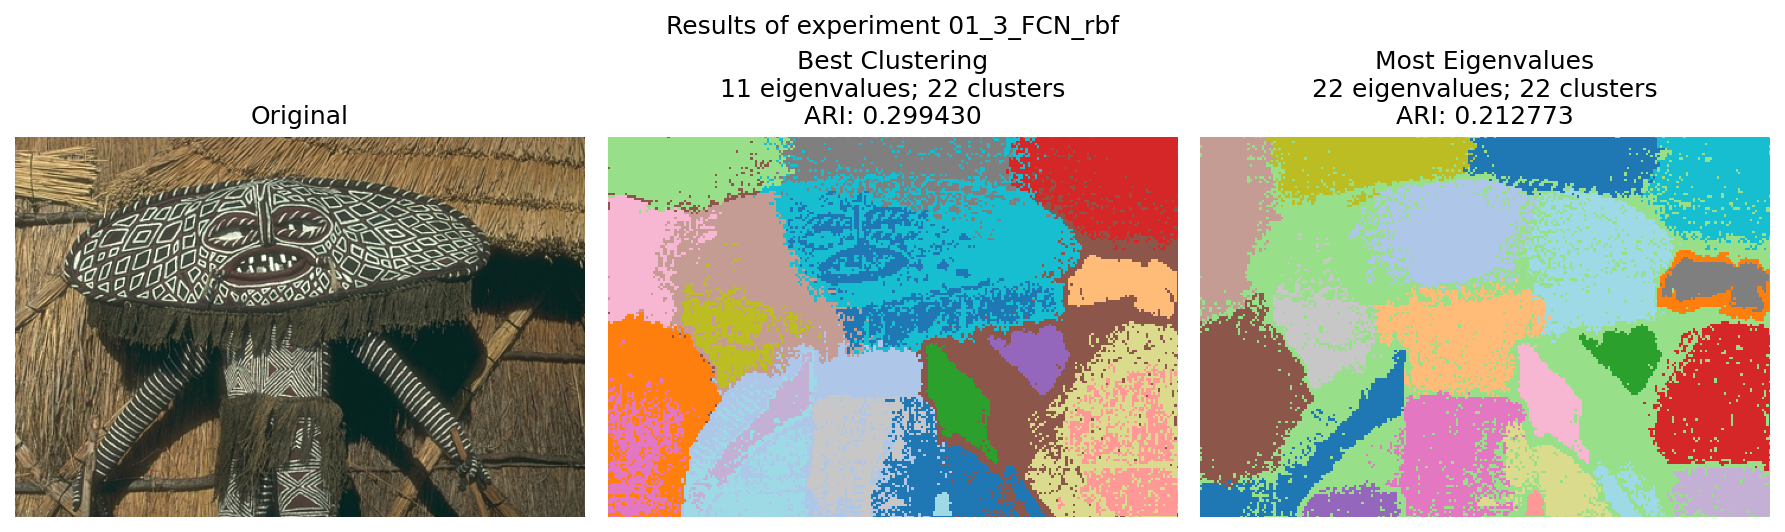 Results of experiment 01_3_FCN_rbf
Original
Best Clustering
11 eigenvalues; 22 clusters
ARI: 0.299430
Most Eigenvalues
22 eigenvalues; 22 clusters
ARI: 0.212773